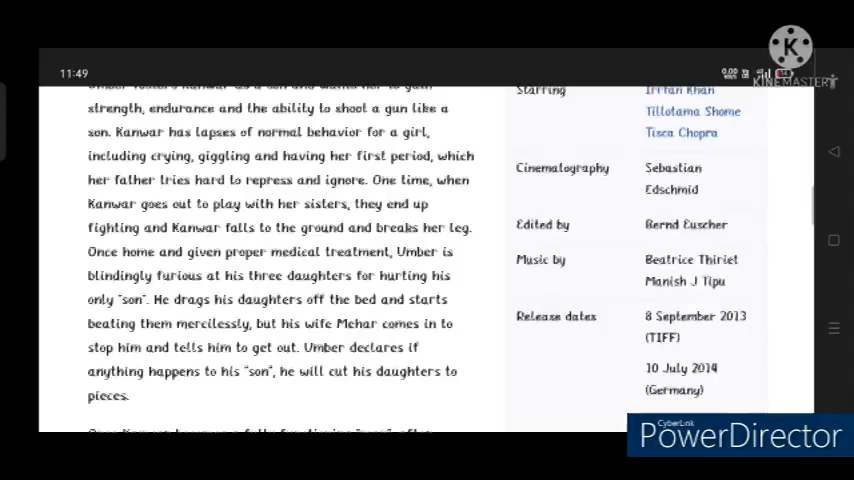 11:49
KINEMASTER
strength, endurance and the ability to shoot a gun like a
son. Kanwar has lapses of normal behavior for a girl,
including crying, giggling and having her first period, which
her father tries hard to repress and ignore. One time, when
Kanwar goes out to play with her sisters, they end up
fighting and Kanwar falls to the ground and breaks her leg.
Once home and given proper medical treatment, Umber is
blindingly furious at his three daughters for hurting his
only "son". He drags his daughters off the bed and starts
beating them mercilessly, but his wife Mehar comes in to
stop him and tells him to get out. Umber declares if
anything happens to his "son", he will cut his daughters to
pieces.
Starring
Irrfan Khan
Tillotama Shome
Tisca Chopra
Cinematography
Sebastian
Edschmid
Edited by
Bernd Euscher
Music by
Beatrice Thiriet
Manish J Tipu
Release dates
8 September 2013
(TIFF)
10 July 2014
(Germany)
CyberLink
PowerDirector